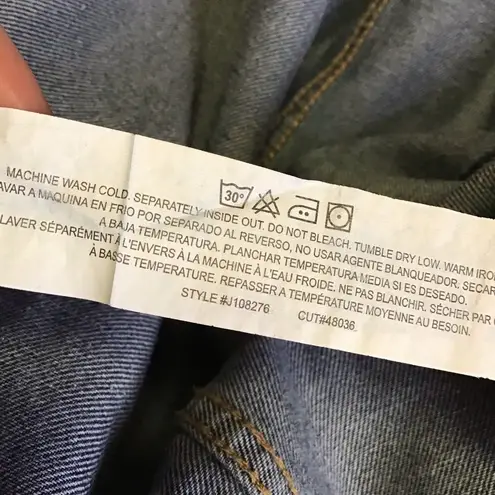 30°
MACHINE WASH COLD. SEPARATELY INSIDE OUT. DO NOT BLEACH. TUMBLE DRY LOW. WARM IRON
AVAR A MAQUINA EN FRIO POR SEPARADO AL REVERSO, NO USAR AGENTE BLANQUEADOR. SECAR
A BAJA TEMPERATURA. PLANCHAR TEMPERATURA MEDIA SI ES DESEADO.
LAVER SÉPARÉMENT À L'ENVERS À LA MACHINE À L'EAU FROIDE. NE PAS BLANCHIR. SÉCHER PAR
À BASSE TEMPÉRATURE. REPASSER A TEMPÉRATURE MOYENNE AU BESOIN.
STYLE #J108276 CUT#48036